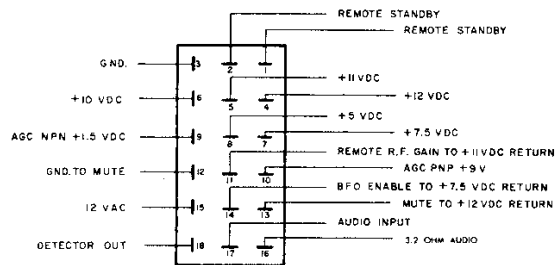 REMOTE STANDBY
REMOTE STANDBY
GND. 3 2 1
+11 VDC
+10 VDC 6 5 4 +12 VDC
+5 VDC
AGC NPN +1.5 VDC 9 8 7 +7.5 VDC
REMOTE R.F. GAIN TO +11 VDC RETURN
GND. TO MUTE 12 11 10 AGC PNP +9 V
BFO ENABLE TO +7.5 VDC RETURN
12 VAC 15 14 13 MUTE TO +12 VDC RETURN
AUDIO INPUT
DETECTOR OUT 18 17 16 3.2 OHM AUDIO